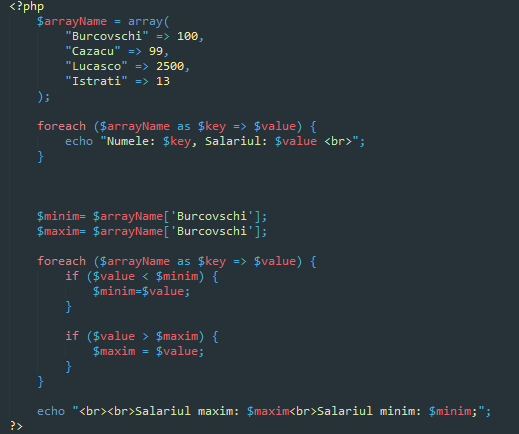 <?php
$arrayName = array(
"Burcovschi" => 100,
"Cazacu" => 99,
"Lucasco" => 2500,
"Istrati" => 13
);
foreach ($arrayName as $key => $value) {
echo "Numele: $key, Salariul: $value <br>";
}
$minim= $arrayName['Burcovschi'];
$maxim= $arrayName['Burcovschi'];
foreach ($arrayName as $key => $value) {
if ($value < $minim) {
$minim=$value;
}
if ($value > $maxim) {
$maxim = $value;
}
}
echo "<br><br>Salariul maxim: $maxim<br>Salariul minim: $minim;";
?>